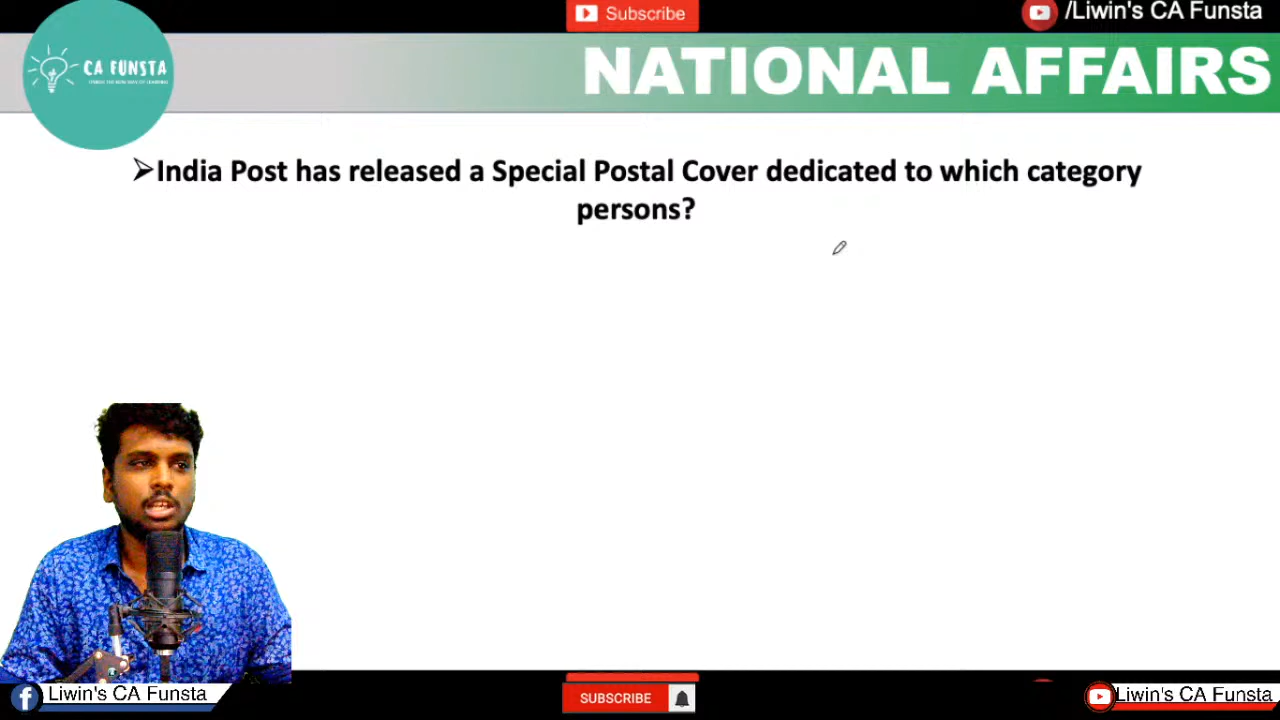 Subscribe
/Liwin's CA Funsta
CA FUNSTA
NATIONAL AFFAIRS
➢India Post has released a Special Postal Cover dedicated to which category
persons?
Liwin's CA Funsta
SUBSCRIBE
Liwin's CA Funsta